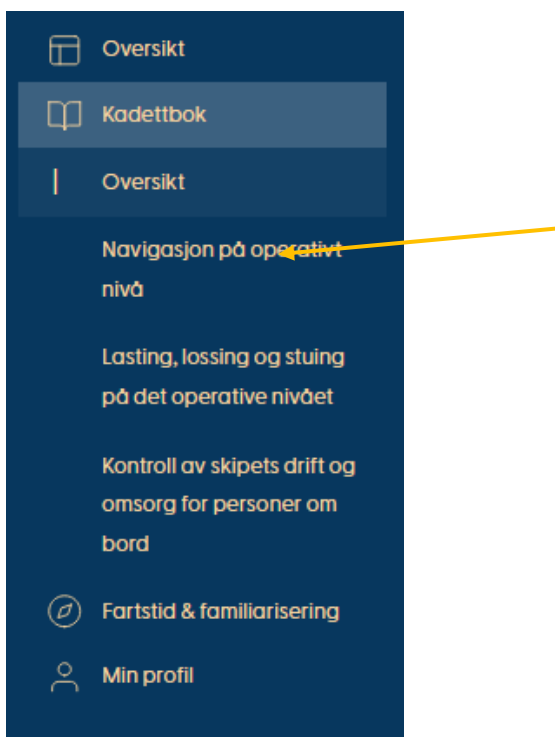 Oversikt
Kadettbok
Oversikt
Navigasjon på operativt
nivå
Lasting, lossing og stuing
på det operative nivået
Kontroll av skipets drift og
omsorg for personer om
bord
Fartstid & familiarisering
Min profil